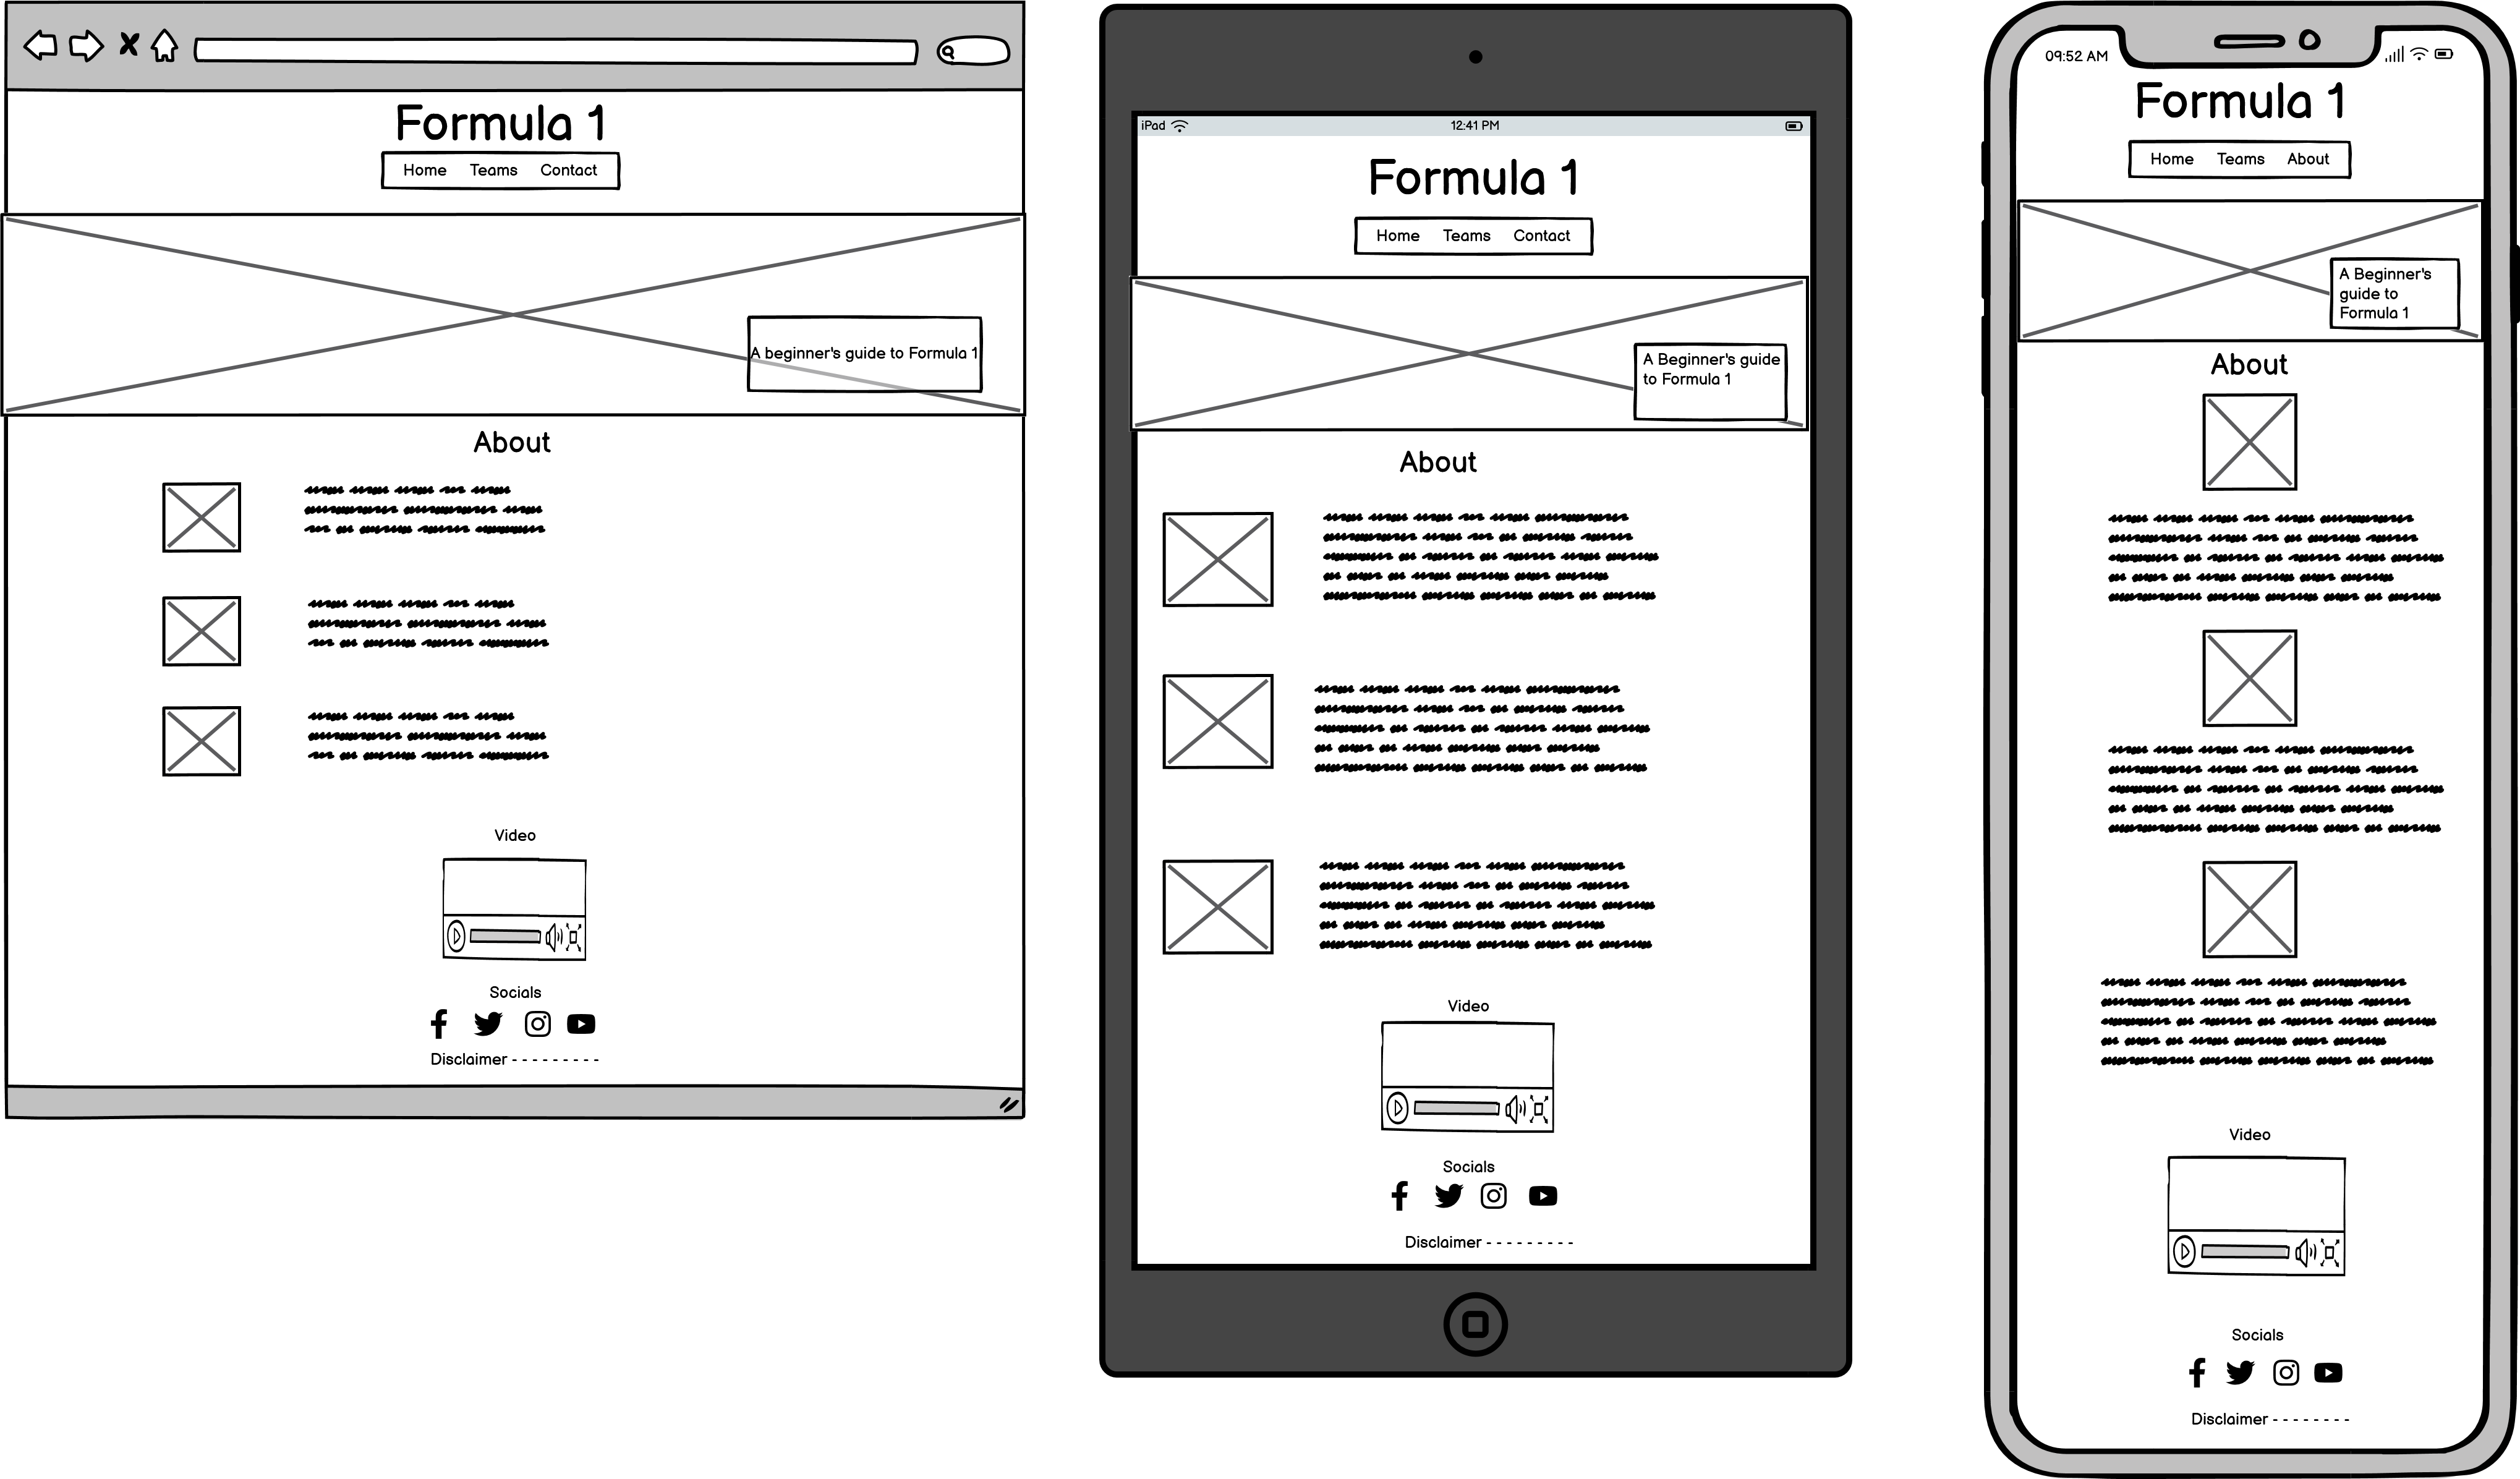 Formula 1
Home Teams Contact
A beginner's guide to Formula 1
About
Video
Socials
Disclaimer - - - - - - - - -
iPad 12:41 PM
Formula 1
Home Teams Contact
A Beginner's guide
to Formula 1
About
Video
Socials
Disclaimer - - - - - - - - -
09:52 AM
Formula 1
Home Teams About
A Beginner's
guide to
Formula 1
About
Video
Socials
Disclaimer - - - - - - - -